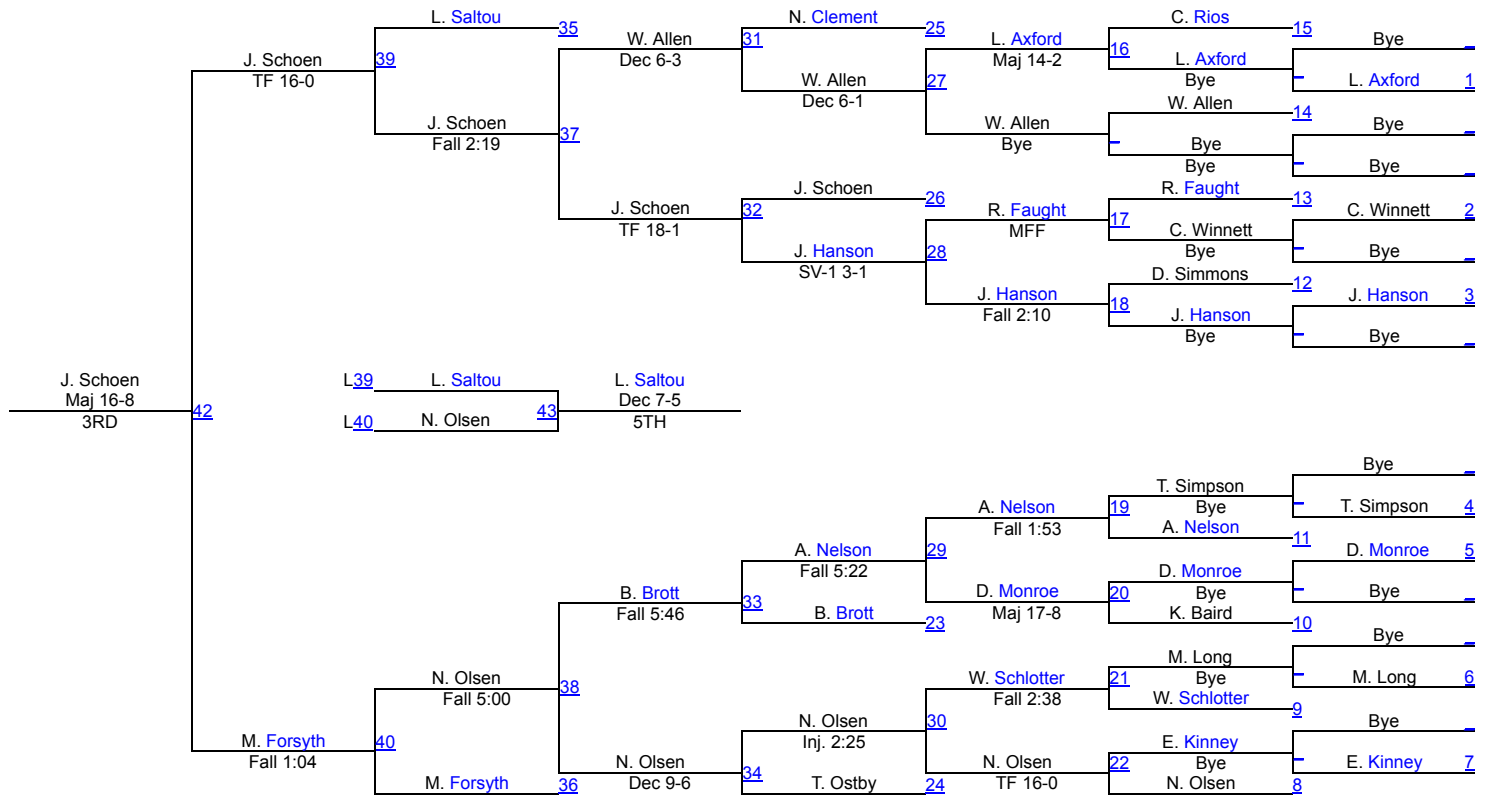 L. Saltou
35
N. Clement
25
C. Rios
15
W. Allen
31
L. Axford
Bye
J. Schoen
39
Dec 6-3
Maj 14-2
16
L. Axford
TF 16-0
W. Allen
27
Bye
L. Axford
1
Dec 6-1
W. Allen
14
J. Schoen
37
W. Allen
Bye
Fall 2:19
Bye
Bye
Bye
Bye
J. Schoen
26
R. Faught
13
J. Schoen
32
R. Faught
17
C. Winnett
2
TF 18-1
MFF
C. Winnett
J. Hanson
28
Bye
Bye
SV-1 3-1
D. Simmons
12
J. Hanson
18
J. Hanson
3
Fall 2:10
J. Hanson
Bye
Bye
J. Schoen
L39
L. Saltou
L. Saltou
Maj 16-8
42
43
Dec 7-5
3RD
L40
N. Olsen
5TH
Bye
T. Simpson
A. Nelson
19
Bye
T. Simpson
4
Fall 1:53
A. Nelson
11
A. Nelson
29
D. Monroe
5
Fall 5:22
D. Monroe
B. Brott
33
D. Monroe
20
Bye
Bye
Fall 5:46
B. Brott
23
Maj 17-8
K. Baird
10
Bye
M. Long
N. Olsen
38
W. Schlotter
21
Bye
M. Long
6
Fall 5:00
Fall 2:38
W. Schlotter
9
N. Olsen
30
Bye
M. Forsyth
40
Inj. 2:25
E. Kinney
Fall 1:04
N. Olsen
34
N. Olsen
22
Bye
E. Kinney
7
M. Forsyth
36
Dec 9-6
T. Ostby
24
TF 16-0
N. Olsen
8